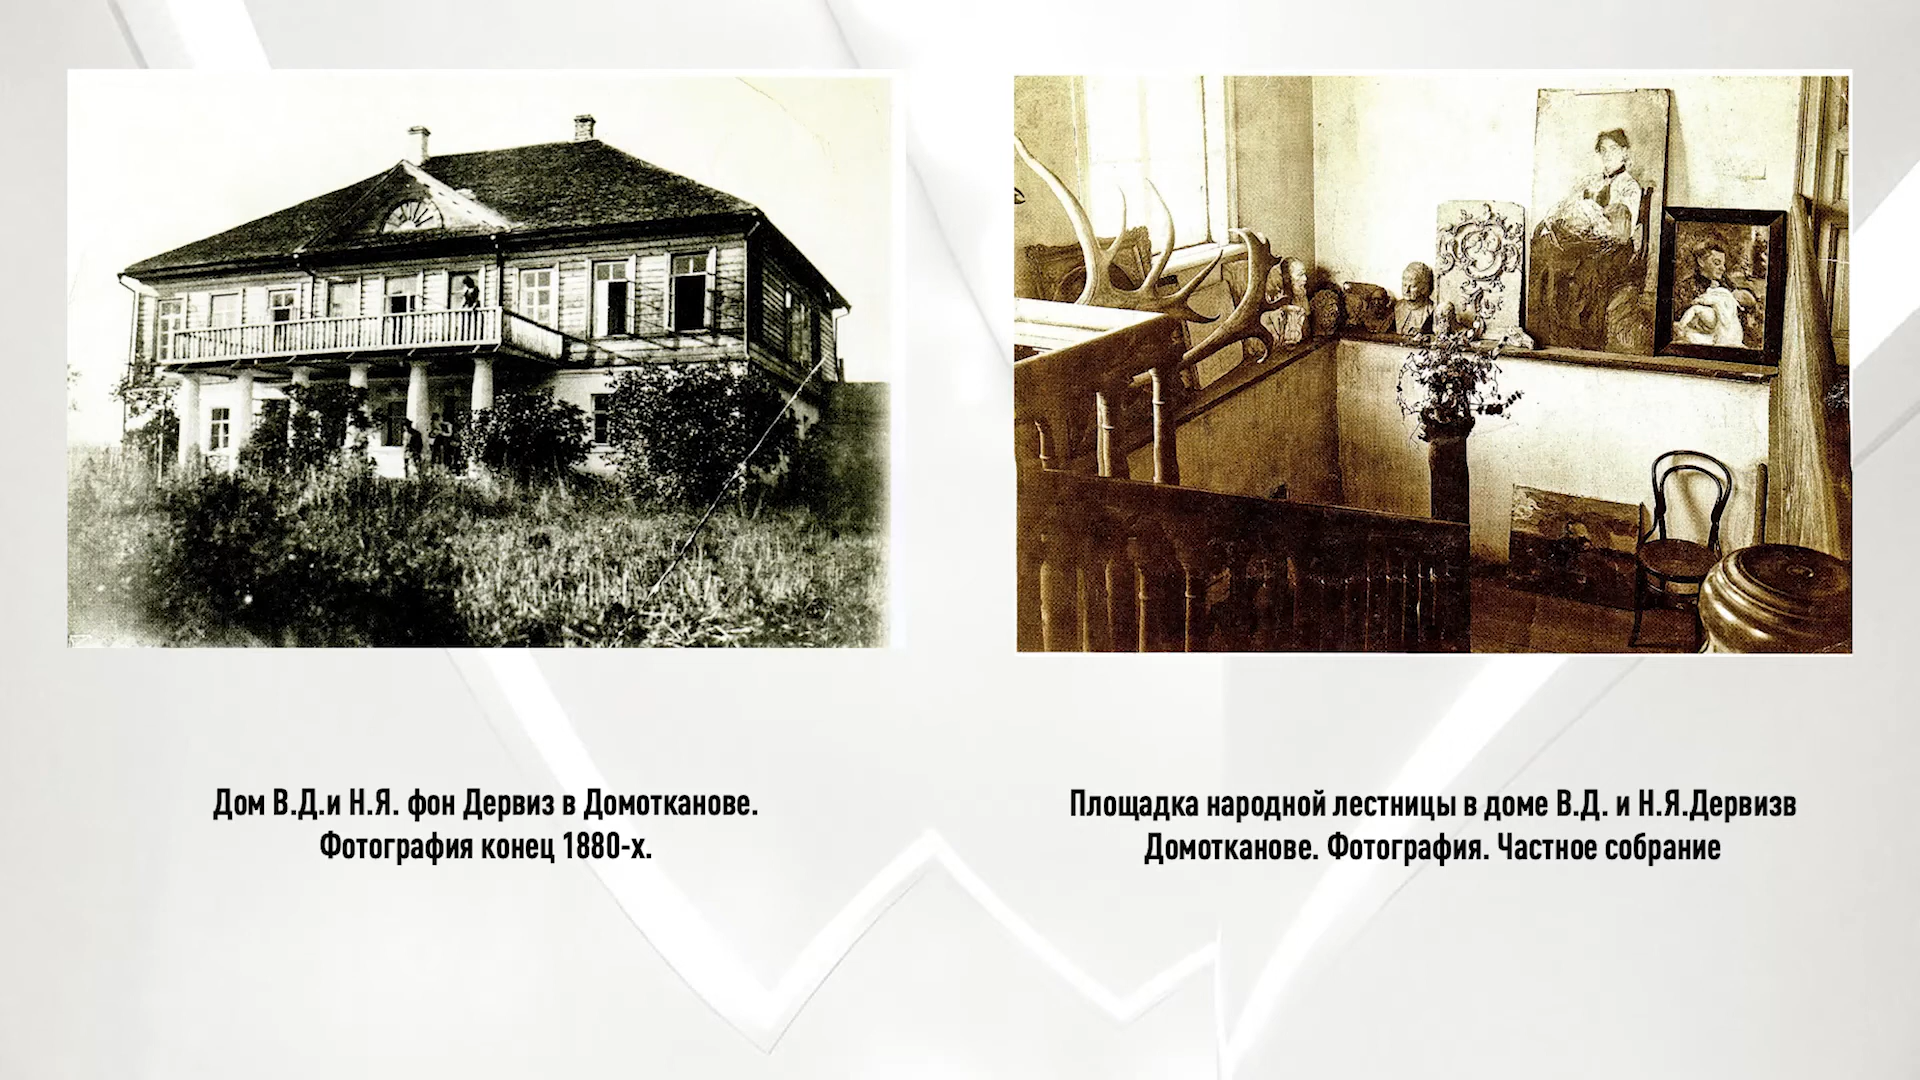 Дом В.Д.и Н.Я. фон Дервиз в Домотканове.
Фотография конец 1880-х.
Площадка народной лестницы в доме В.Д. и Н.Я.Дервизв
Домотканове. Фотография. Частное собрание